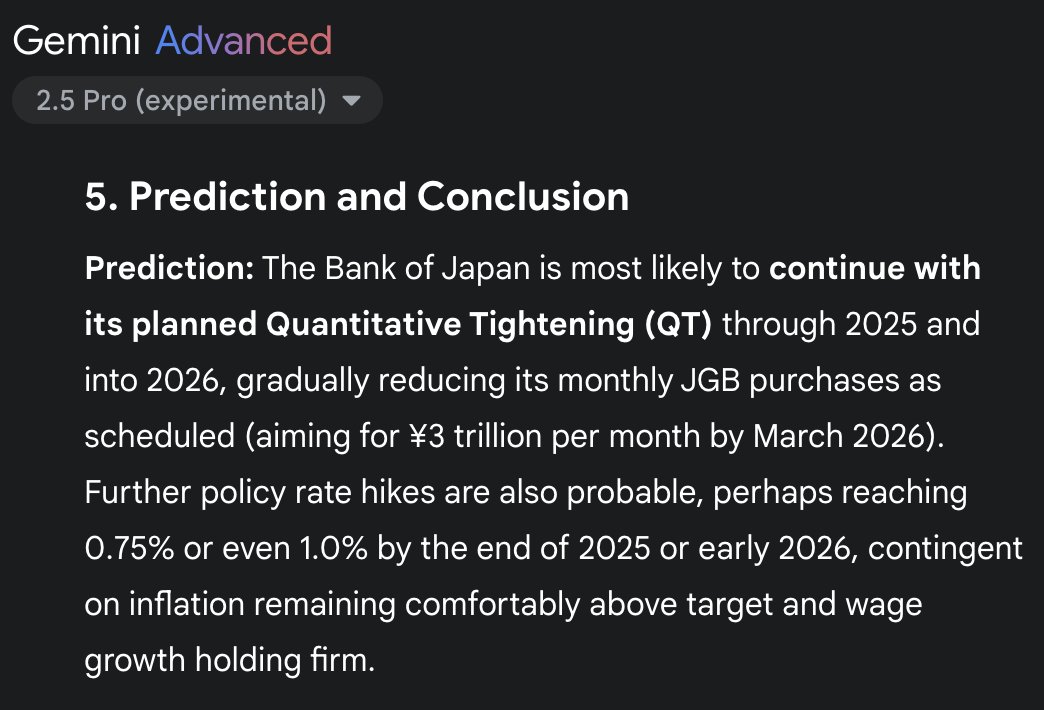 Gemini Advanced
2.5 Pro (experimental)
5. Prediction and Conclusion
Prediction: The Bank of Japan is most likely to continue with
its planned Quantitative Tightening (QT) through 2025 and
into 2026, gradually reducing its monthly JGB purchases as
scheduled (aiming for ¥3 trillion per month by March 2026).
Further policy rate hikes are also probable, perhaps reaching
0.75% or even 1.0% by the end of 2025 or early 2026, contingent
on inflation remaining comfortably above target and wage
growth holding firm.